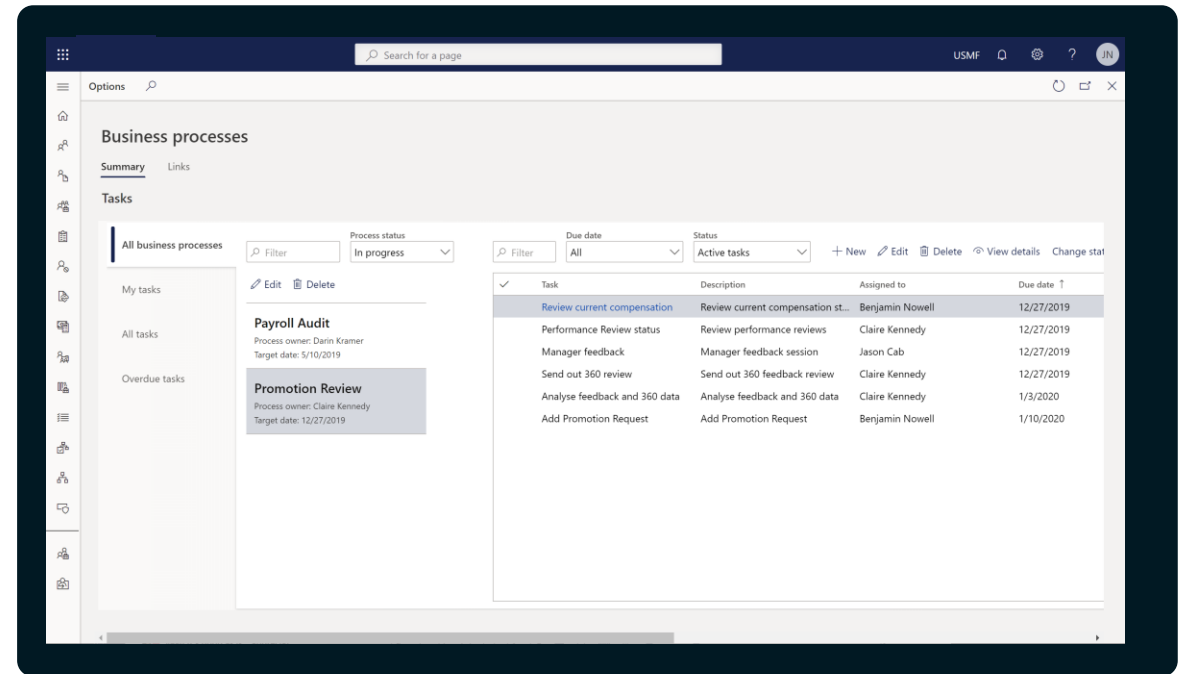 Search for a page
USMF
?
JN
Options
Business processes
Summary Links
Tasks
All business processes
My tasks
All tasks
Overdue tasks
Process status
Filter In progress
Edit Delete
Payroll Audit
Process owner: Darin Kramer
Target date: 5/10/2019
Promotion Review
Process owner: Claire Kennedy
Target date: 12/27/2019
Due date Status
Filter All Active tasks New Edit Delete View details Change stat
Task Description Assigned to Due date ↑
Review current compensation Review current compensation st... Benjamin Nowell 12/27/2019
Performance Review status Review performance reviews Claire Kennedy 12/27/2019
Manager feedback Manager feedback session Jason Cab 12/27/2019
Send out 360 review Send out 360 feedback review Claire Kennedy 12/27/2019
Analyse feedback and 360 data Analyse feedback and 360 data Claire Kennedy 1/3/2020
Add Promotion Request Add Promotion Request Benjamin Nowell 1/10/2020